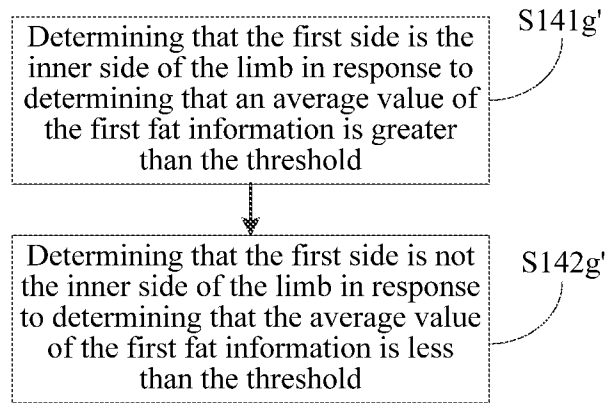 S141g'
Determining that the first side is the
inner side of the limb in response to
determining that an average value of
the first fat information is greater
than the threshold
S142g'
Determining that the first side is not
the inner side of the limb in response
to determining that the average value
of the first fat information is less
than the threshold